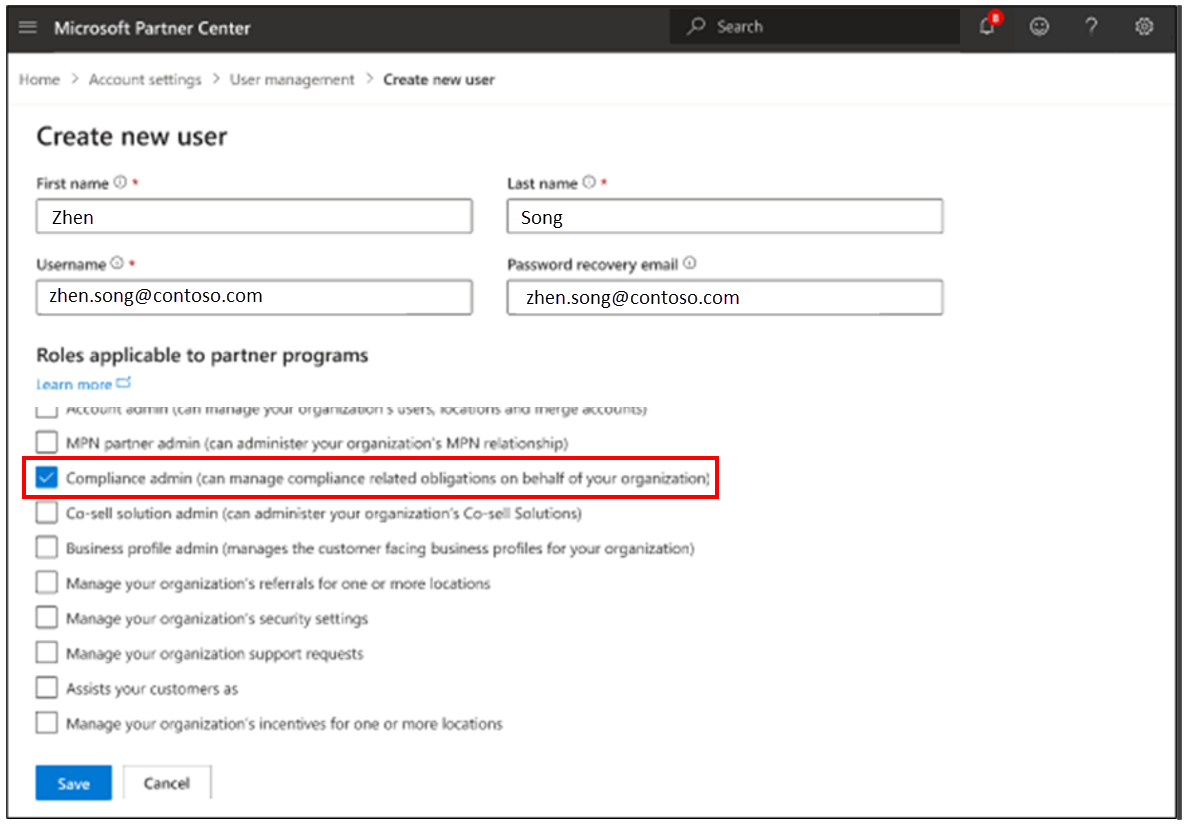 Microsoft Partner Center
Search
8
?
Home > Account settings > User management > Create new user
Create new user
First name *
Last name *
Zhen
Song
Username *
Password recovery email
zhen.song@contoso.com
zhen.song@contoso.com
Roles applicable to partner programs
Learn more
Account admin (can manage your organization's users, locations and merge accounts)
MPN partner admin (can administer your organization's MPN relationship)
Compliance admin (can manage compliance related obligations on behalf of your organization)
Co-sell solution admin (can administer your organization's Co-sell Solutions)
Business profile admin (manages the customer facing business profiles for your organization)
Manage your organization's referrals for one or more locations
Manage your organization's security settings
Manage your organization support requests
Assists your customers as
Manage your organization's incentives for one or more locations
Save
Cancel